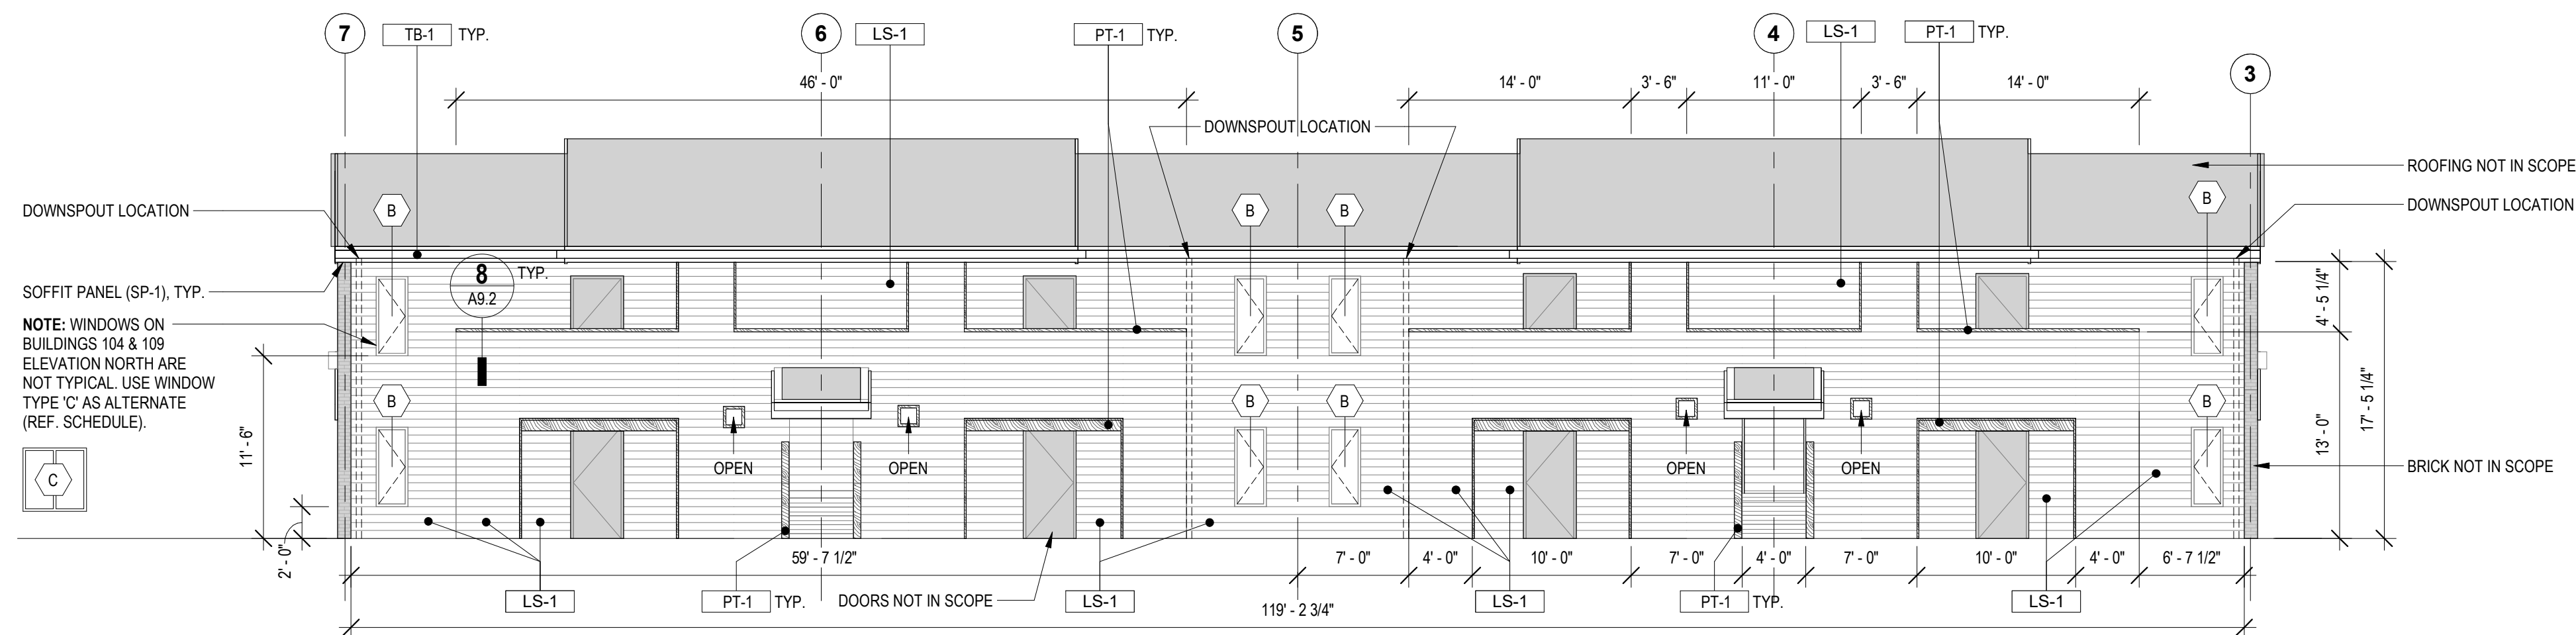 7
TB-1 TYP.
6
LS-1
PT-1 TYP.
5
4
LS-1
PT-1 TYP.
3
46' - 0"
14' - 0"
3' - 6"
11' - 0"
3' - 6"
14' - 0"
DOWNSPOUT LOCATION
ROOFING NOT IN SCOPE
DOWNSPOUT LOCATION
B
B
B
B
DOWNSPOUT LOCATION
8
A9.2
TYP.
SOFFIT PANEL (SP-1), TYP.
NOTE: WINDOWS ON
BUILDINGS 104 & 109
ELEVATION NORTH ARE
NOT TYPICAL. USE WINDOW
TYPE 'C' AS ALTERNATE
(REF. SCHEDULE).
C
B
B
B
B
4' - 5 1/4"
13' - 0"
17' - 5 1/4"
11' - 6"
2' - 0"
OPEN
OPEN
OPEN
OPEN
BRICK NOT IN SCOPE
59' - 7 1/2"
7' - 0"
4' - 0"
10' - 0"
7' - 0"
4' - 0"
7' - 0"
10' - 0"
4' - 0"
6' - 7 1/2"
LS-1
PT-1 TYP.
DOORS NOT IN SCOPE
LS-1
119' - 2 3/4"
LS-1
PT-1 TYP.
LS-1